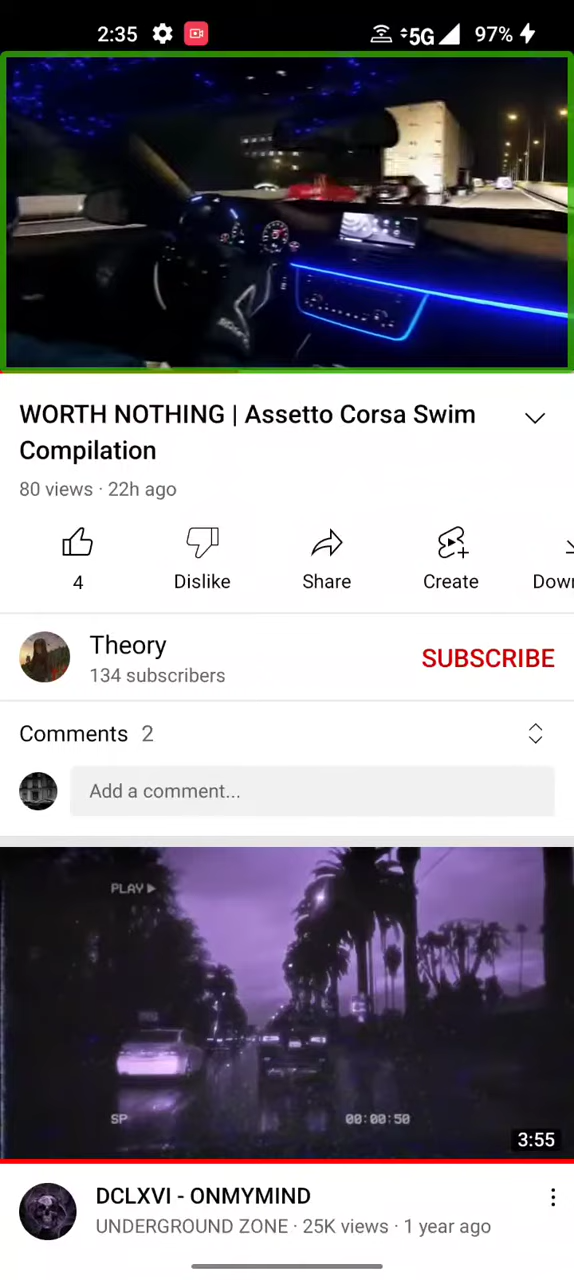 2:35
5G
97%
WORTH NOTHING | Assetto Corsa Swim
Compilation
80 views · 22h ago
4
Dislike
Share
Create
Down
Theory
134 subscribers
SUBSCRIBE
Comments 2
Add a comment...
PLAY
SP
00:00:50
3:55
DCLXVI - ONMYMIND
UNDERGROUND ZONE · 25K views · 1 year ago